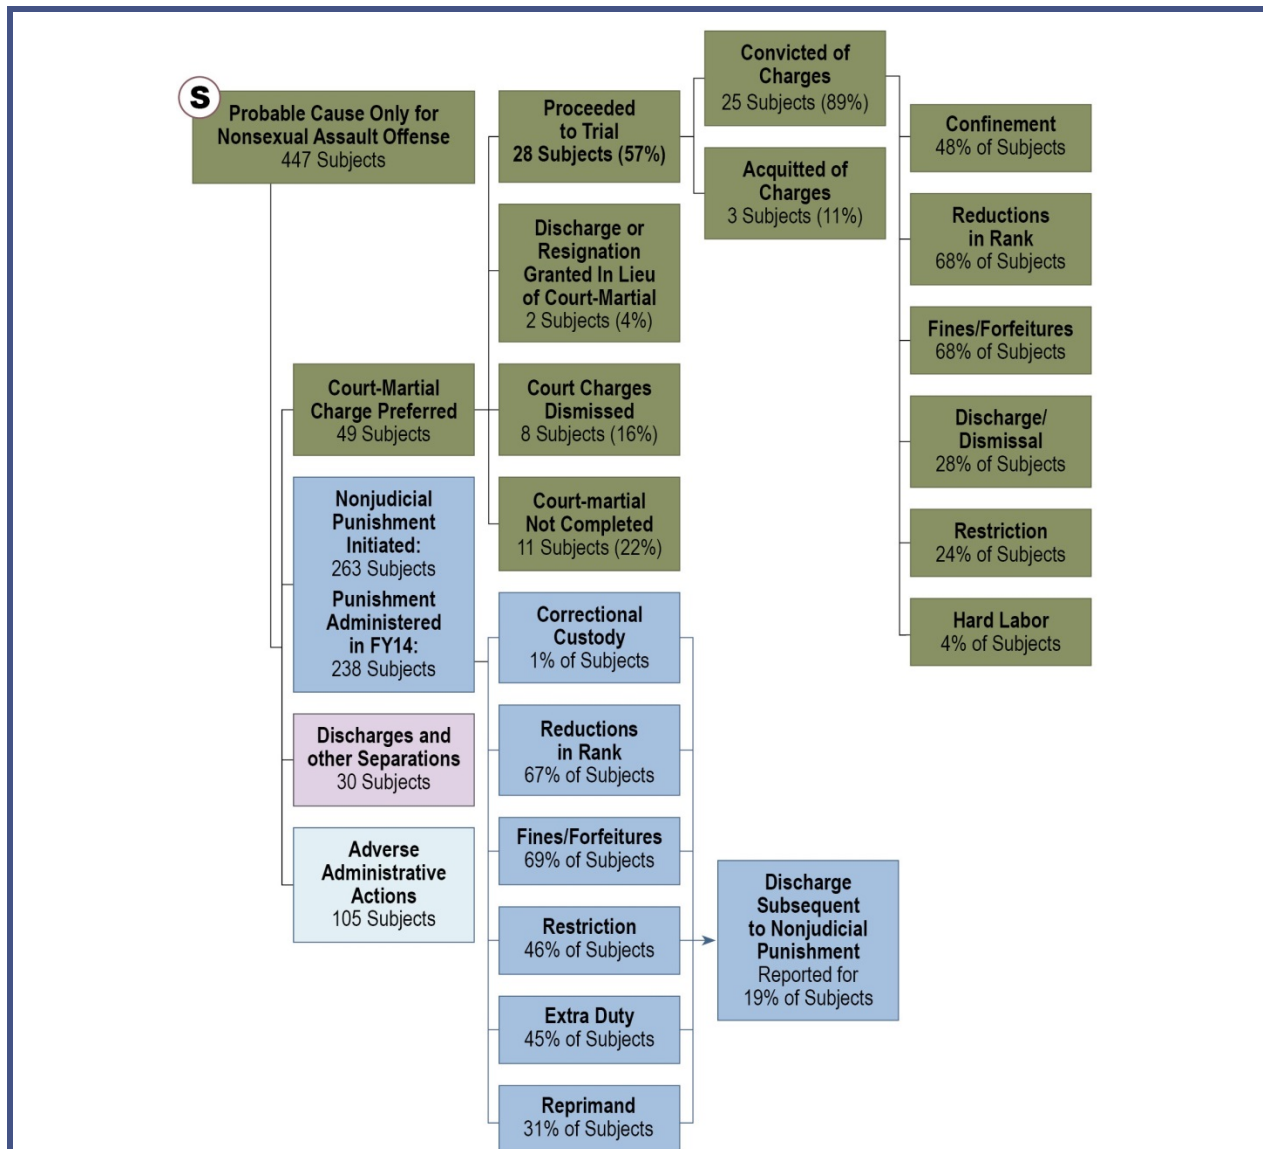 S
Probable Cause Only for
Nonsexual Assault Offense
447 Subjects
Court-Martial
Charge Preferred
49 Subjects
Nonjudicial
Punishment
Initiated:
263 Subjects
Punishment
Administered
in FY14:
238 Subjects
Discharges and
other Separations
30 Subjects
Adverse
Administrative
Actions
105 Subjects
Proceeded
to Trial
28 Subjects (57%)
Discharge or
Resignation
Granted In Lieu
of Court-Martial
2 Subjects (4%)
Court Charges
Dismissed
8 Subjects (16%)
Court-martial
Not Completed
11 Subjects (22%)
Correctional
Custody
1% of Subjects
Reductions
in Rank
67% of Subjects
Fines/Forfeitures
69% of Subjects
Restriction
46% of Subjects
Extra Duty
45% of Subjects
Reprimand
31% of Subjects
Convicted of
Charges
25 Subjects (89%)
Acquitted of
Charges
3 Subjects (11%)
Discharge
Subsequent
to Nonjudicial
Punishment
Reported for
19% of Subjects
Confinement
48% of Subjects
Reductions
in Rank
68% of Subjects
Fines/Forfeitures
68% of Subjects
Discharge/
Dismissal
28% of Subjects
Restriction
24% of Subjects
Hard Labor
4% of Subjects